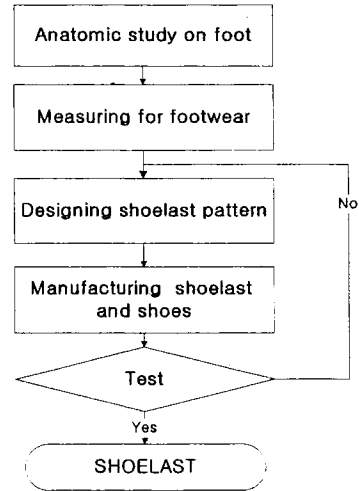 Anatomic study on foot
Measuring for footwear
No
Designing shoelast pattern
Manufacturing shoelast
and shoes
Test
Yes
SHOELAST